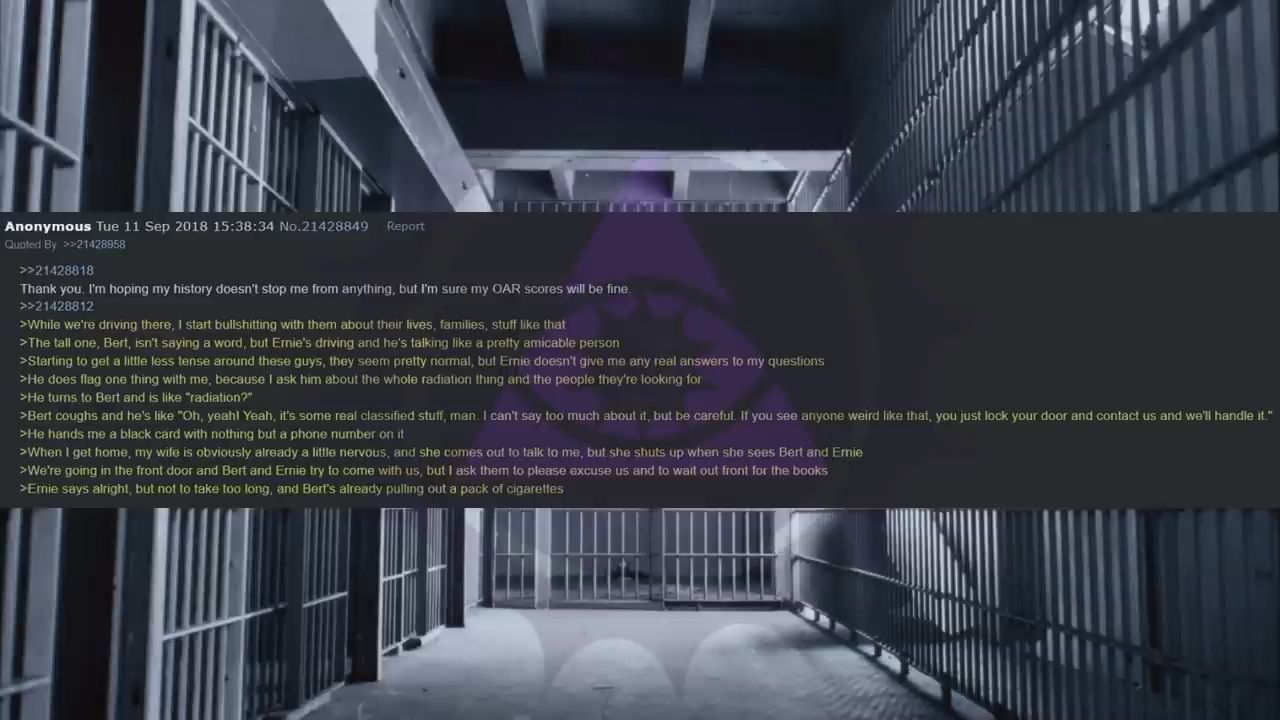 Anonymous Tue 11 Sep 2018 15:38:34 No.21428849 Report
Quoted By >>21428958
>>21428818
Thank you. I'm hoping my history doesn't stop me from anything, but I'm sure my OAR scores will be fine.
>>21428812
>While we're driving there, I start bullshitting with them about their lives, families, stuff like that
>The tall one, Bert, isn't saying a word, but Ernie's driving and he's talking like a pretty amicable person
>Starting to get a little less tense around these guys, they seem pretty normal, but Ernie doesn't give me any real answers to my questions
>He does flag one thing with me, because I ask him about the whole radiation thing and the people they're looking for
>He turns to Bert and is like "radiation?"
>Bert coughs and he's like "Oh, yeah! Yeah, it's some real classified stuff, man. I can't say too much about it, but be careful. If you see anyone weird like that, you just lock your door and contact us and we'll handle it."
>He hands me a black card with nothing but a phone number on it
>When I get home, my wife is obviously already a little nervous, and she comes out to talk to me, but she shuts up when she sees Bert and Ernie
>We're going in the front door and Bert and Ernie try to come with us, but I ask them to please excuse us and to wait out front for the books
>Ernie says alright, but not to take too long, and Bert's already pulling out a pack of cigarettes